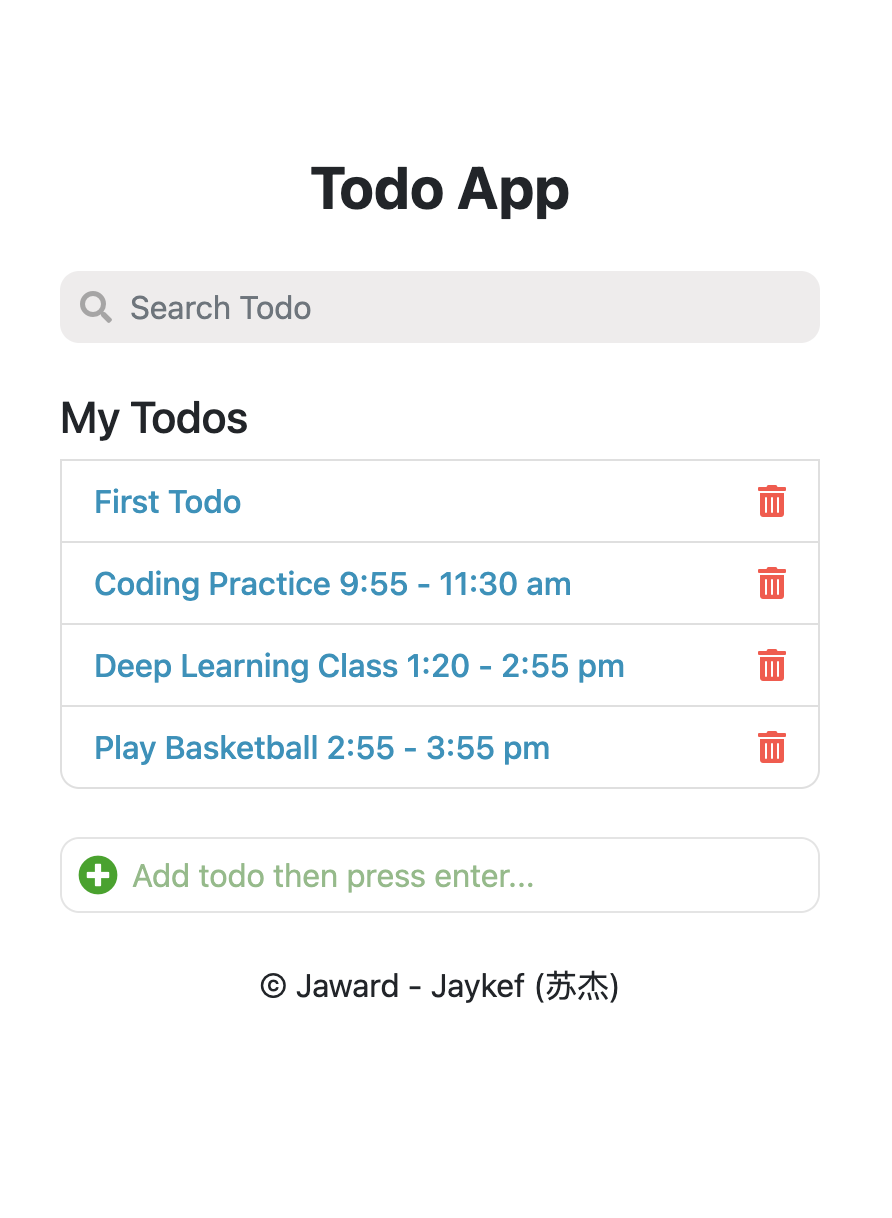 Todo App
Search Todo
My Todos
First Todo
Coding Practice 9:55 - 11:30 am
Deep Learning Class 1:20 - 2:55 pm
Play Basketball 2:55 - 3:55 pm
Add todo then press enter...
© Jaward - Jaykef (苏杰)